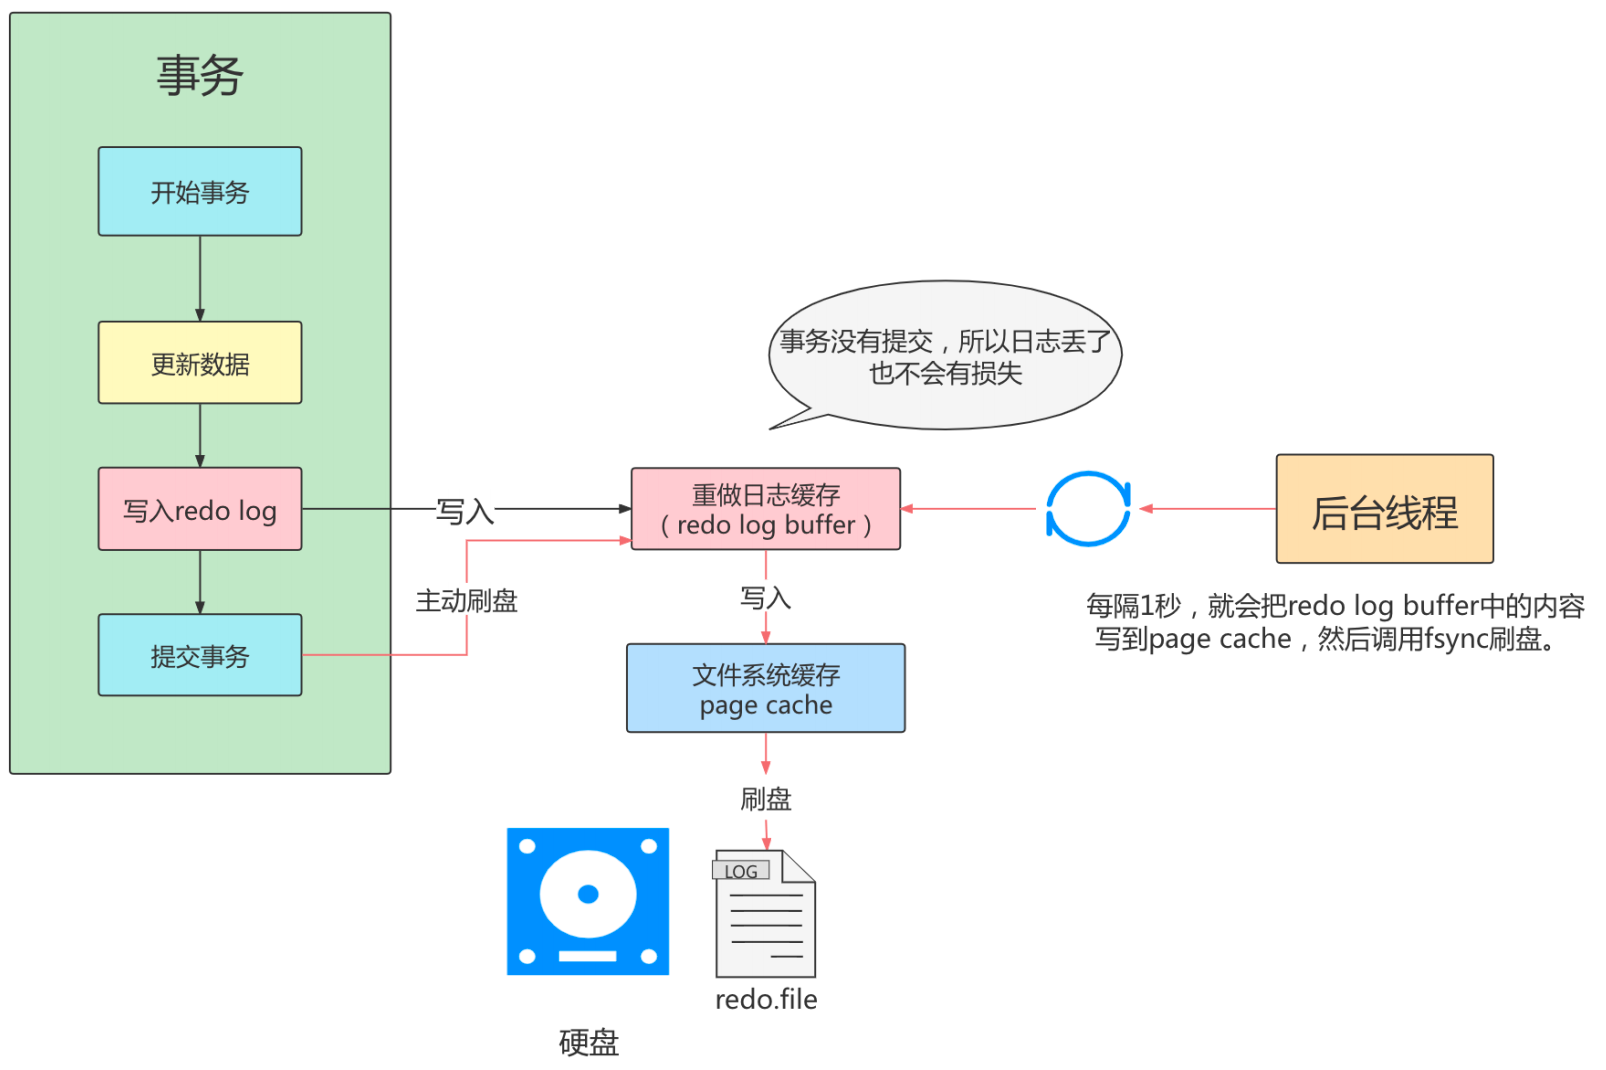 事务
开始事务
更新数据
写入redo log
提交事务
写入
主动刷盘
事务没有提交，所以日志丢了
也不会有损失
重做日志缓存
（redo log buffer）
写入
文件系统缓存
page cache
刷盘
LOG
redo.file
硬盘
后台线程
每隔1秒，就会把redo log buffer中的内容
写到page cache，然后调用fsync刷盘。